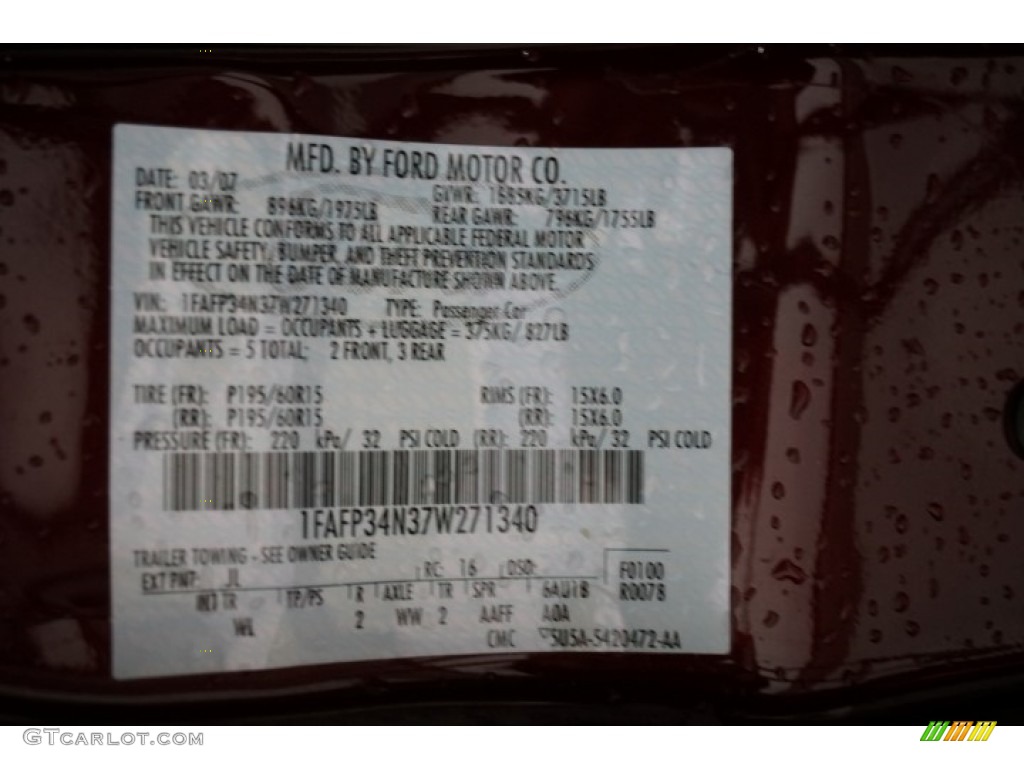 MFD. BY FORD MOTOR CO.
DATE: 03/07 GVWR: 1685KG/3715LB
FRONT GAWR: 896KG/1975LB REAR GAWR: 796KG/1755LB
THIS VEHICLE CONFORMS TO ALL APPLICABLE FEDERAL MOTOR
VEHICLE SAFETY, BUMPER, AND THEFT PREVENTION STANDARDS
IN EFFECT ON THE DATE OF MANUFACTURE SHOWN ABOVE.
VIN: 1FAFP34N37W271340 TYPE: Passenger Car
MAXIMUM LOAD = OCCUPANTS + LUGGAGE = 375KG/ 827LB
OCCUPANTS = 5 TOTAL; 2 FRONT, 3 REAR
TIRE (FR): P195/60R15 RIMS (FR): 15X6.0
(RR): P195/60R15 (RR): 15X6.0
PRESSURE (FR): 220 kPa/ 32 PSI COLD (RR): 220 kPa/ 32 PSI COLD
1FAFP34N37W271340
TRAILER TOWING - SEE OWNER GUIDE
EXT PNT: JL RC: 16 DSO: F0100
INT TR TP/PS R AXLE TR SPR 6AU1B R0078
WL 2 WW 2 AAFF AOA
CMC 5U5A-5420472-AA
GTCarlot.com